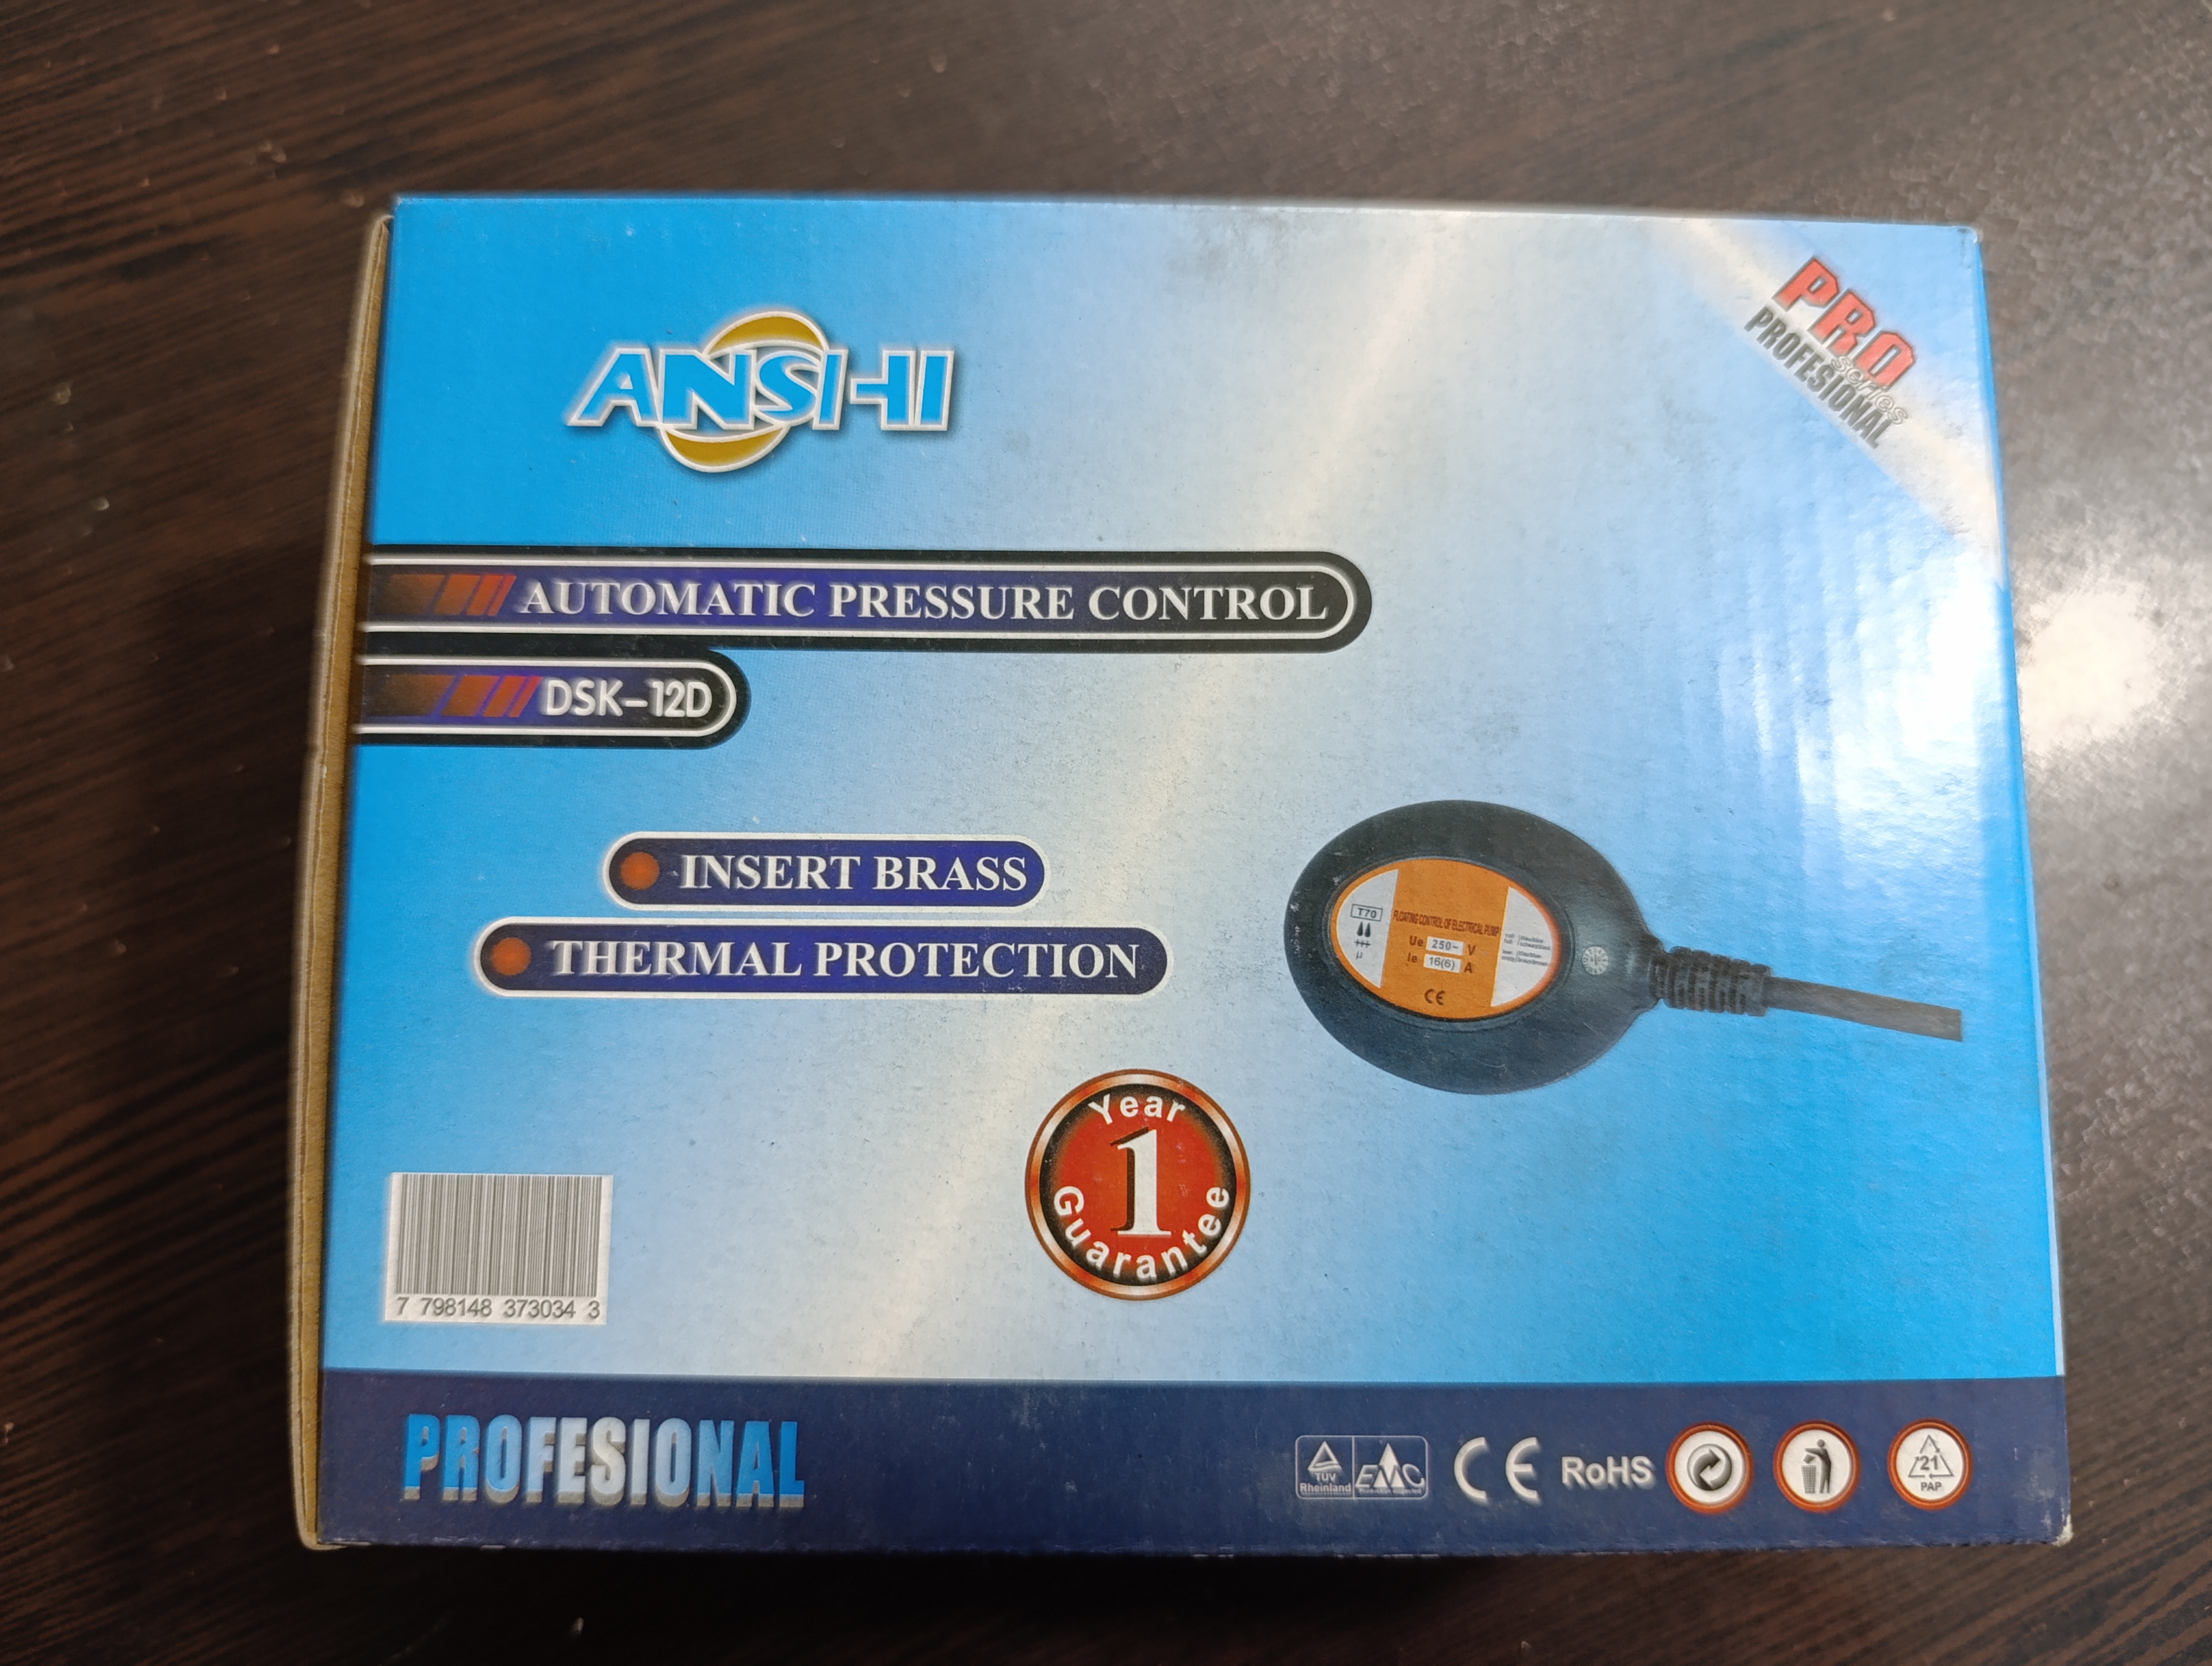 ANSHI
PRO
series
PROFESIONAL
AUTOMATIC PRESSURE CONTROL
DSK-12D
INSERT BRASS
THERMAL PROTECTION
T70
µ
FLOATING CONTROL OF ELECTRICAL PUMP
Ue 250~ V
Ie 16(6) A
CE
Year
1
Guarantee
7 798148 373034 3
PROFESIONAL
TÜV
Rheinland
EMC
CE
RoHS
21
PAP